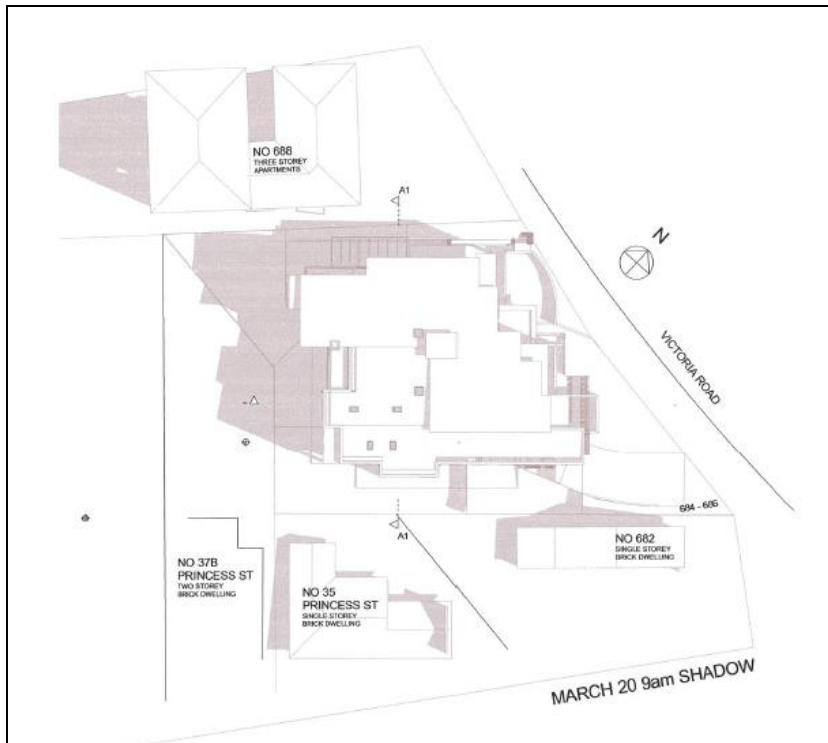 NO 688
THREE STOREY
APARTMENTS
A1
N
VICTORIA ROAD
684 - 686
A1
NO 682
SINGLE STOREY
BRICK DWELLING
NO 37B
PRINCESS ST
TWO STOREY
BRICK DWELLING
NO 35
PRINCESS ST
SINGLE STOREY
BRICK DWELLING
MARCH 20 9am SHADOW